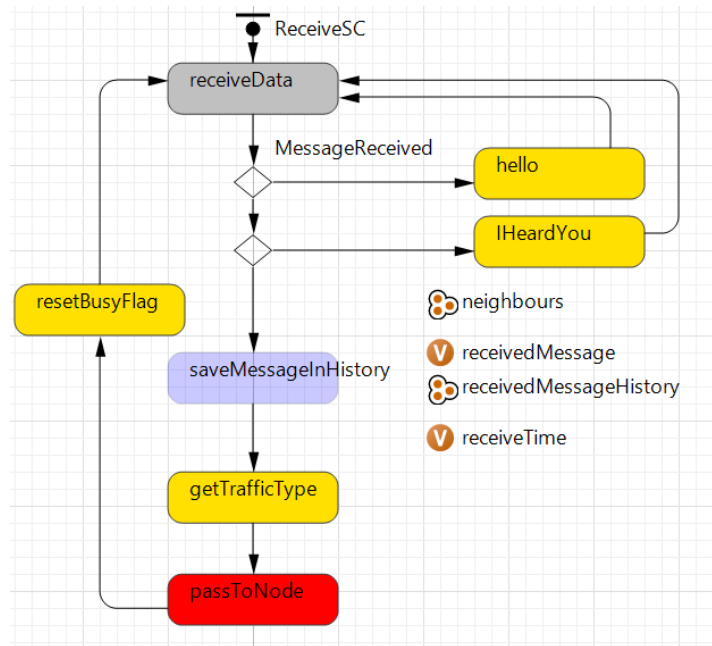 ReceiveSC
receiveData
MessageReceived
hello
IHeardYou
resetBusyFlag
neighbours
V receivedMessage
saveMessageInHistory
receivedMessageHistory
V receiveTime
getTrafficType
passToNode